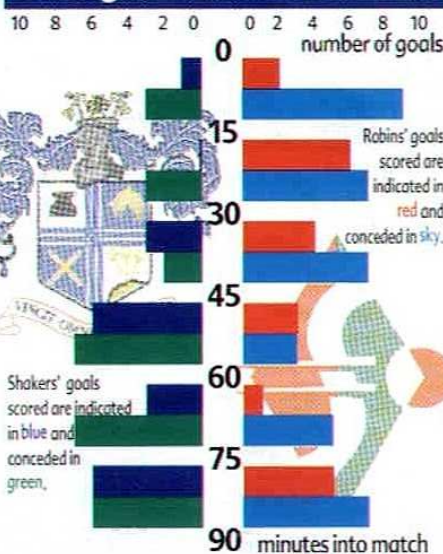 10 8 6 4 2 0 0 2 4 6 8 10
0 number of goals
15
Robins' goals
scored are
indicated in
red and
conceded in sky.
30
45
60
Shakers' goals
scored are indicated
in blue and
conceded in
green.
75
90 minutes into match